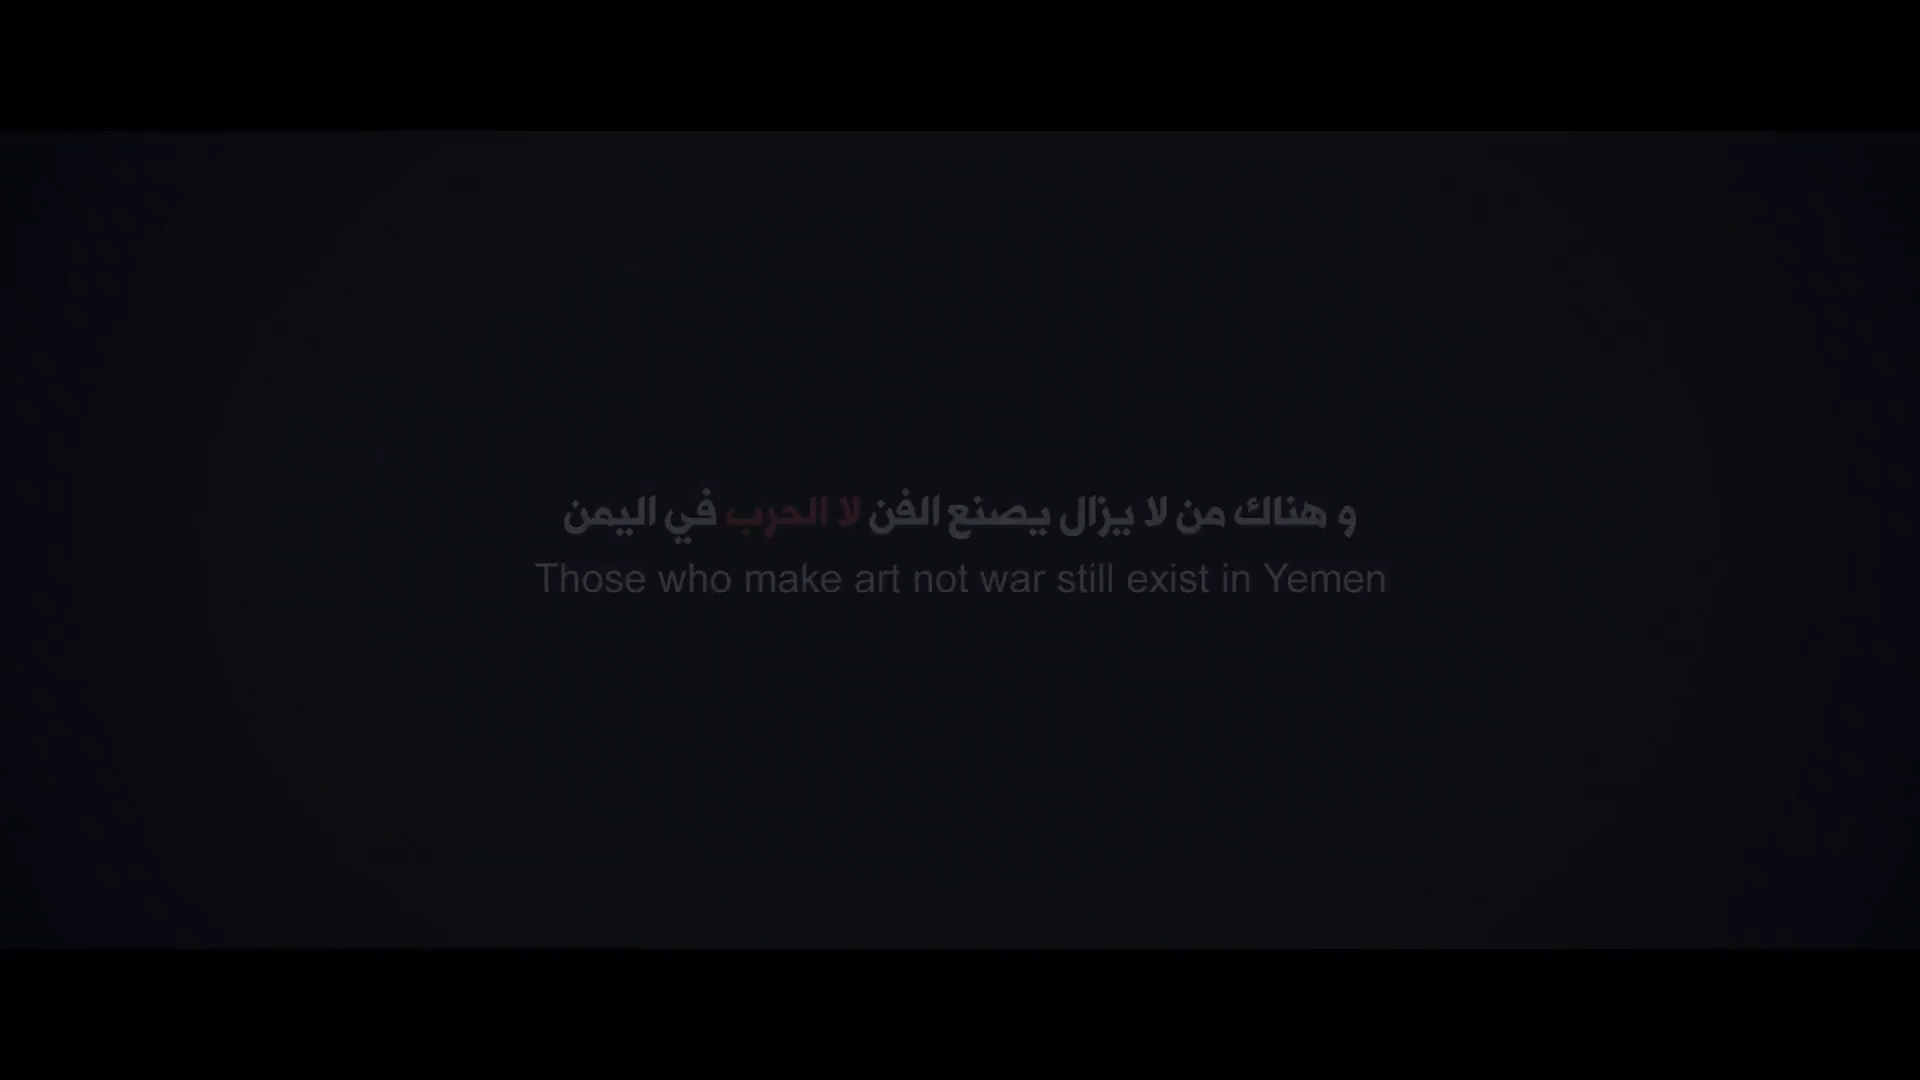 و هناك من لا يزال يصنع الفن لا الحرب في اليمن
Those who make art not war still exist in Yemen